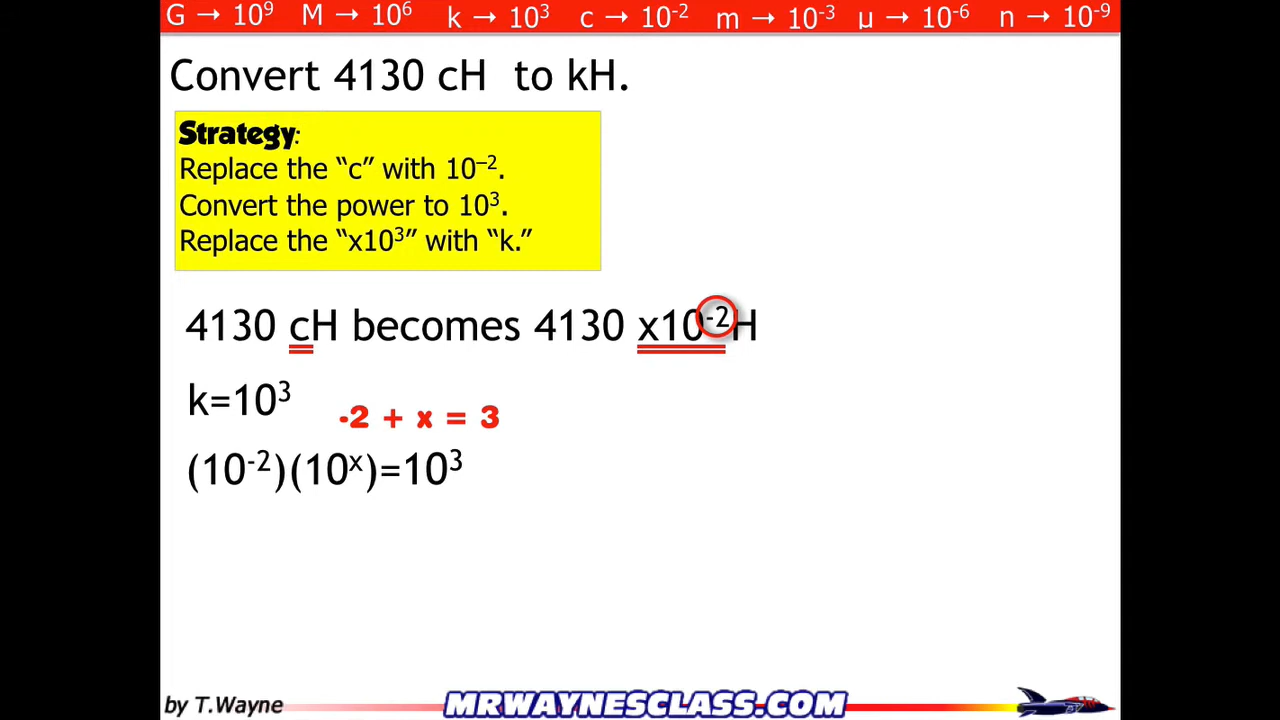 G → 10⁹ M → 10⁶ k → 10³ c → 10⁻² m → 10⁻³ µ → 10⁻⁶ n → 10⁻⁹
Convert 4130 cH to kH.
Strategy:
Replace the “c” with 10⁻².
Convert the power to 10³.
Replace the “x10³” with “k.”
4130 cH becomes 4130 x10⁻²H
k=10³
-2 + x = 3
(10⁻²)(10ˣ)=10³
by T.Wayne
MRWAYNESCLASS.COM